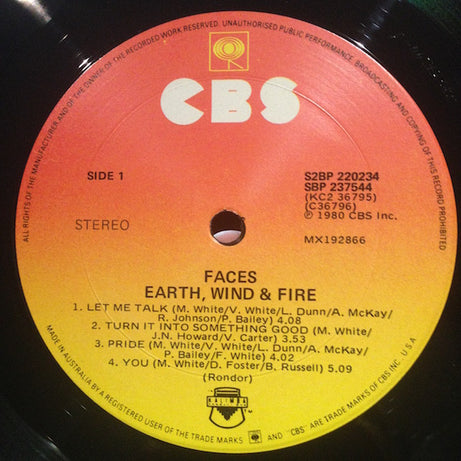 ALL RIGHTS OF THE MANUFACTURER AND OF THE OWNER OF THE RECORDED WORK RESERVED. UNAUTHORISED PUBLIC PERFORMANCE, BROADCASTING AND COPYING OF THIS RECORD PROHIBITED
CBS
SIDE 1
STEREO
S2BP 220234
SBP 237544
(KC2 36795)
(C36796)
℗ 1980 CBS Inc.
MX192866
FACES
EARTH, WIND & FIRE
1. LET ME TALK (M. White/V. White/L. Dunn/A. McKay/
R. Johnson/P. Bailey) 4.08
2. TURN IT INTO SOMETHING GOOD (M. White/
J.N. Howard/V. Carter) 3.53
3. PRIDE (M. White/V. White/L. Dunn/A. McKay/
P. Bailey/F. White) 4.02
4. YOU (M. White/D. Foster/B. Russell) 5.09
(Rondor)
MADE IN AUSTRALIA BY A REGISTERED USER OF THE TRADE MARKS AND "CBS" ARE TRADE MARKS OF CBS INC. U.S.A.